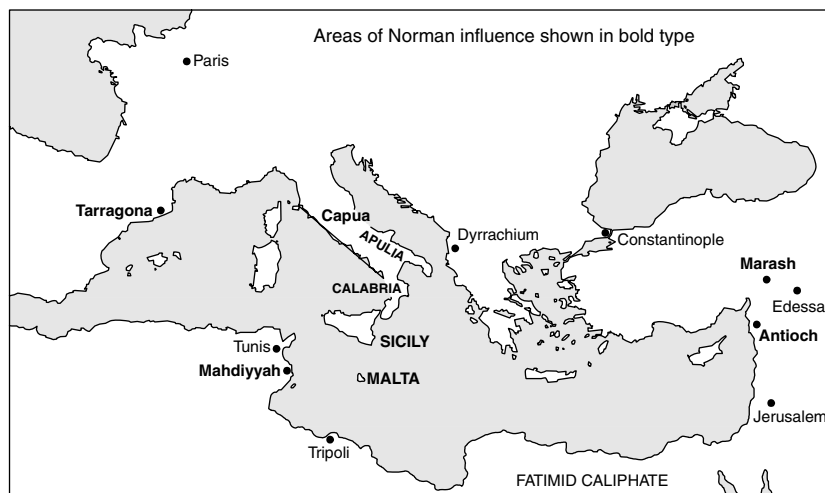 Areas of Norman influence shown in bold type
Paris
Tarragona
Capua
APULIA
Dyrrachium
Constantinople
CALABRIA
Marash
Edessa
Antioch
SICILY
Tunis
Mahdiyyah
MALTA
Jerusalem
Tripoli
FATIMID CALIPHATE